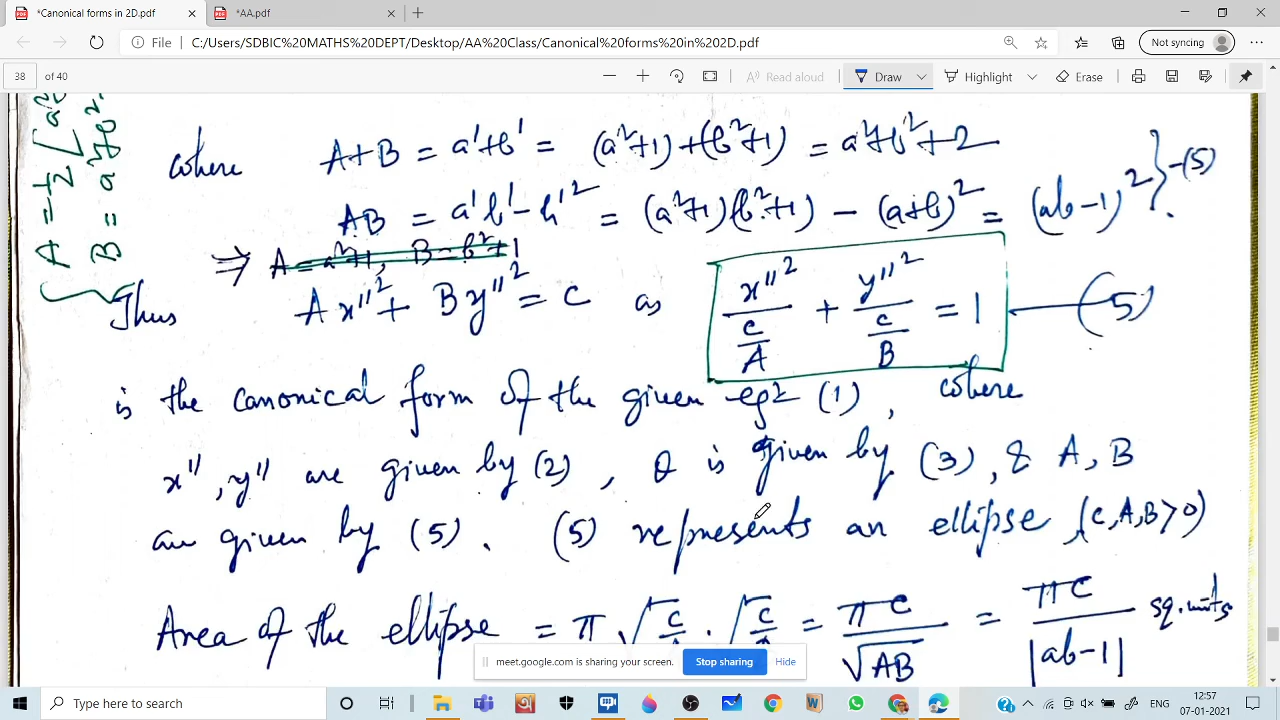 *Canonical forms in 2D.pdf
*AA.pdf
File C:/Users/SDBIC%20MATHS%20DEPT/Desktop/AA%20Class/Canonical%20forms%20in%202D.pdf
Not syncing
38 of 40
Read aloud
Draw
Highlight
Erase
where A+B = a'+b' = (a²+1)+(b²+1) = a²+b²+2
AB = a'b'-h'² = (a²+1)(b²+1) - (a+b)² = (ab-1)² } -(5)
⇒ A = a²+1, B = b²+1
Thus A x''² + B y''² = c as x''²/(c/A) + y''²/(c/B) = 1 — (5)
is the canonical form of the given eqn (1), where
x'', y'' are given by (2), θ is given by (3), & A, B
are given by (5). (5) represents an ellipse (c, A, B > 0)
Area of the ellipse = π √(c/A) . √(c/B) = πc/√AB = πc/|ab-1| sq. units
meet.google.com is sharing your screen.
Stop sharing
Hide
Type here to search
ENG
12:57
07-01-2021